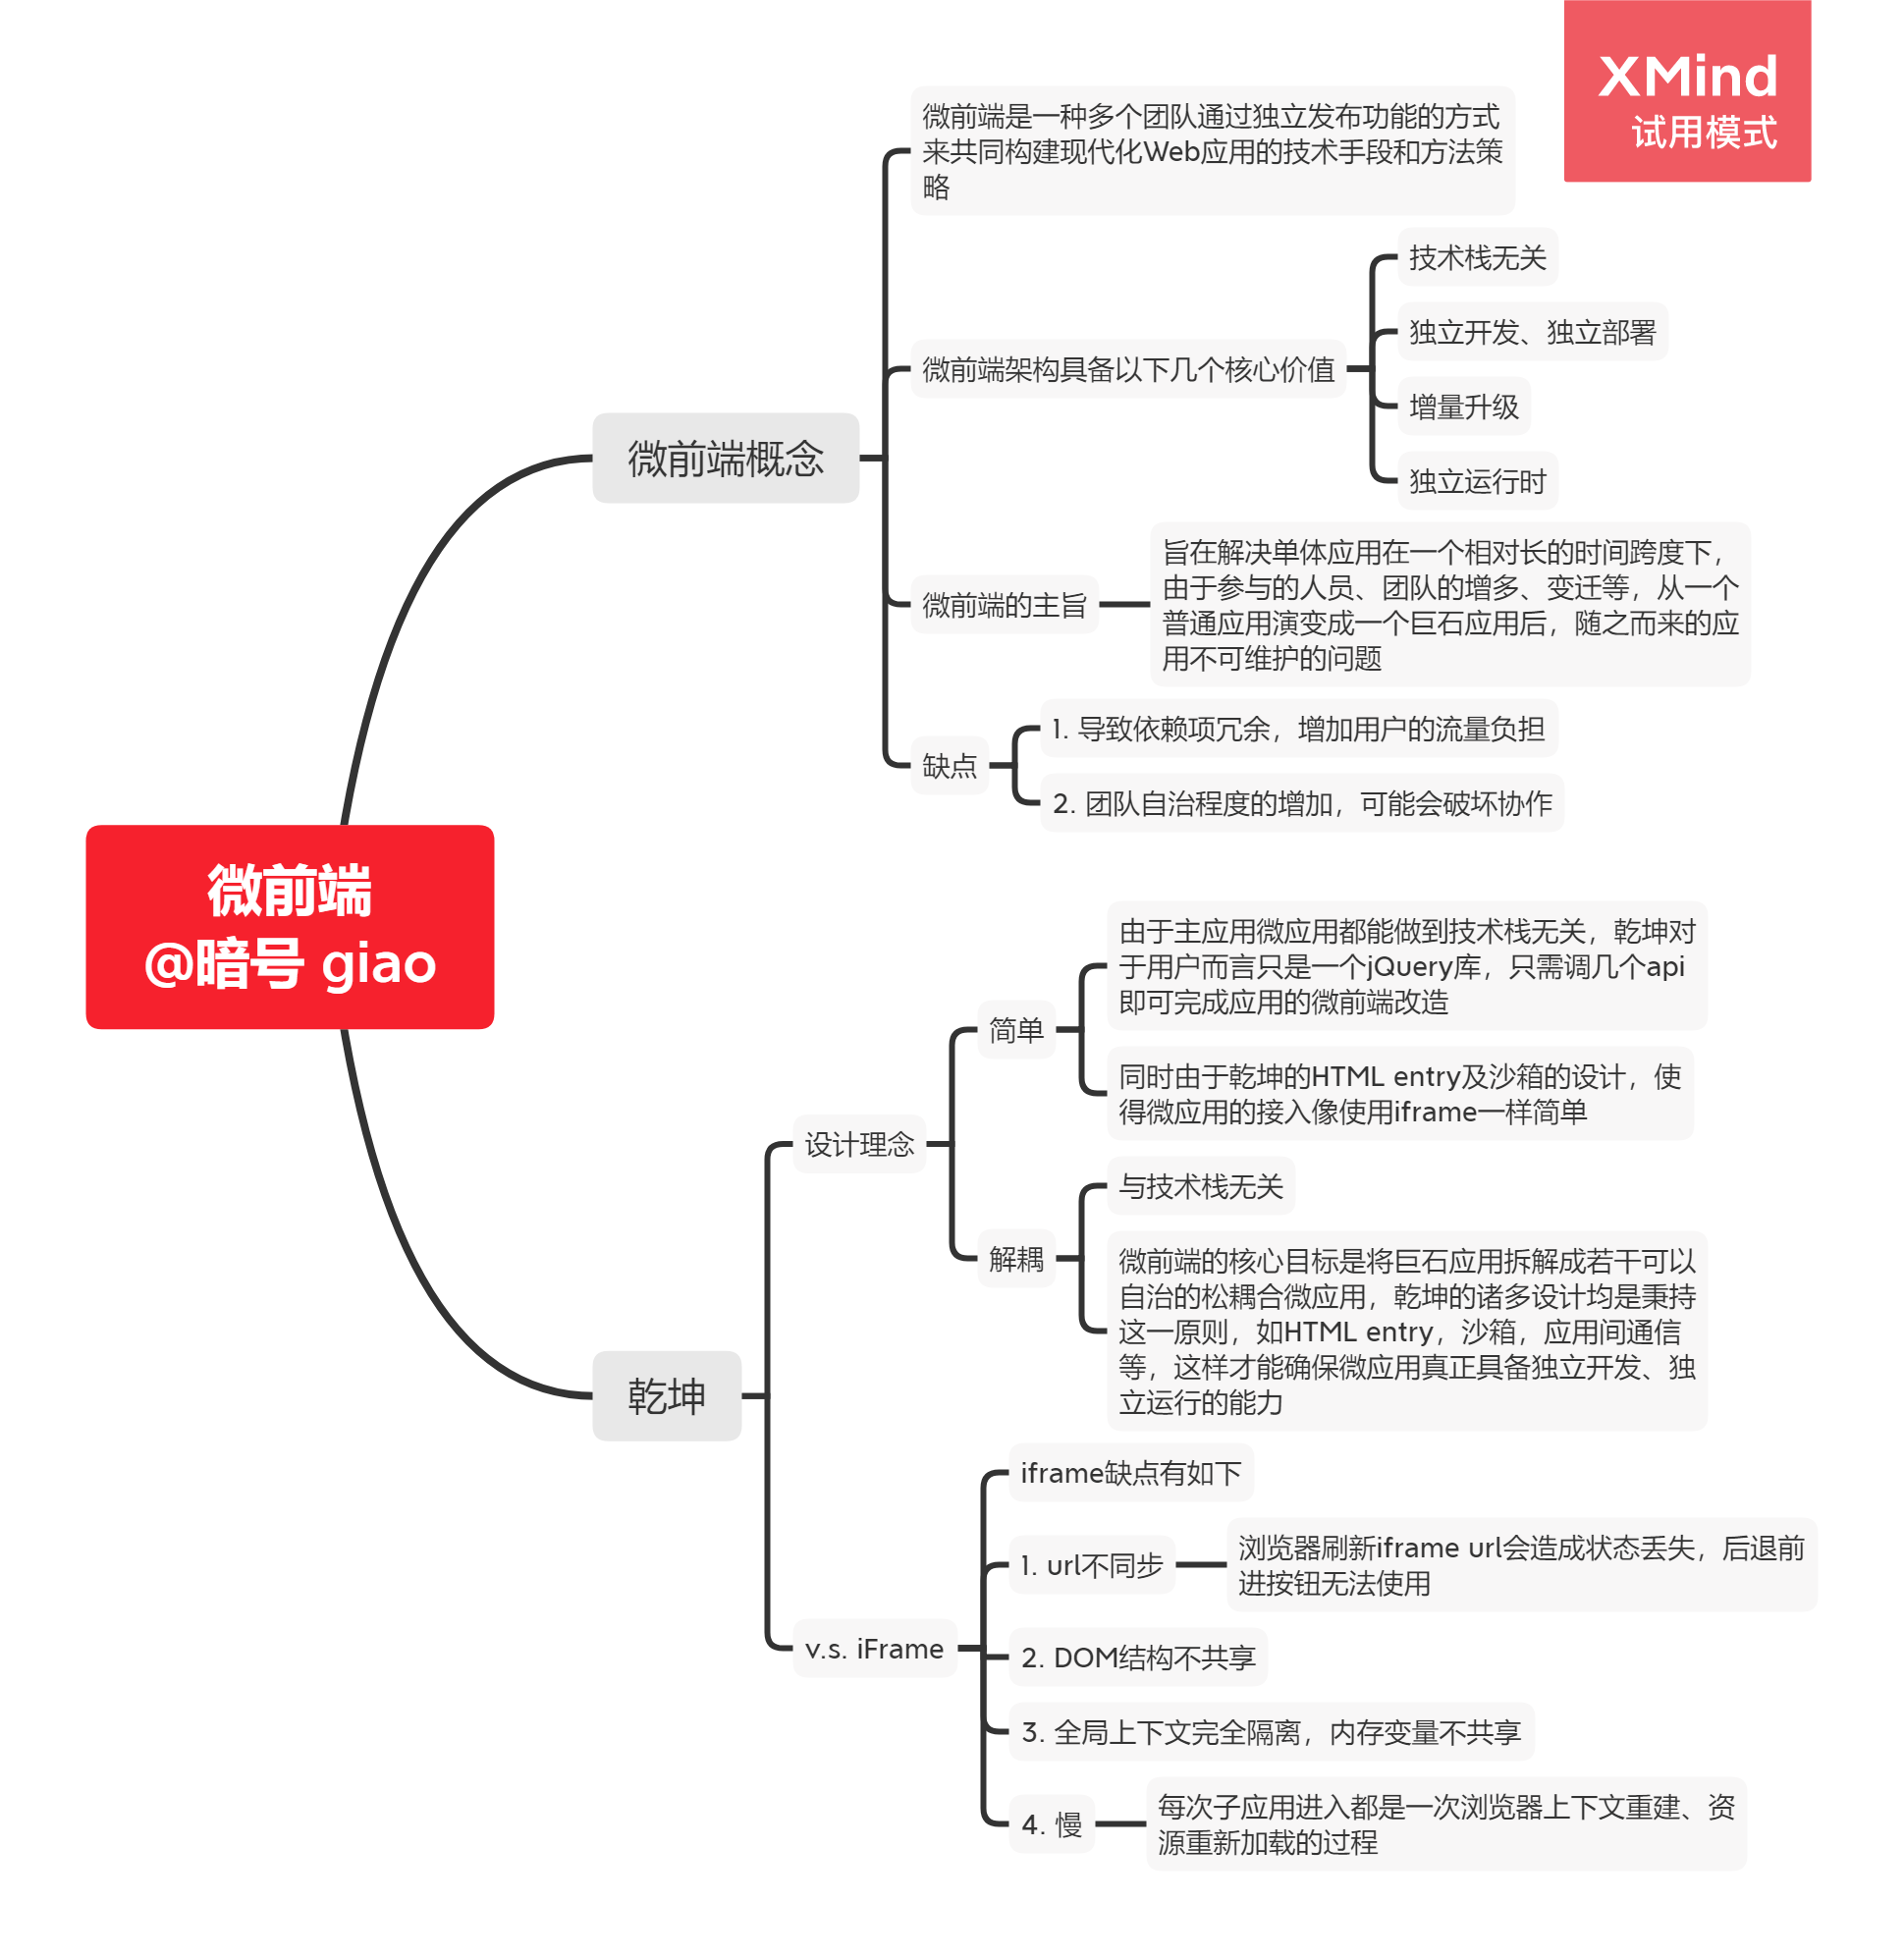 XMind
试用模式
微前端
@暗号 giao
微前端概念
微前端是一种多个团队通过独立发布功能的方式
来共同构建现代化Web应用的技术手段和方法策
略
微前端架构具备以下几个核心价值
技术栈无关
独立开发、独立部署
增量升级
独立运行时
微前端的主旨
旨在解决单体应用在一个相对长的时间跨度下，
由于参与的人员、团队的增多、变迁等，从一个
普通应用演变成一个巨石应用后，随之而来的应
用不可维护的问题
缺点
1. 导致依赖项冗余，增加用户的流量负担
2. 团队自治程度的增加，可能会破坏协作
乾坤
设计理念
简单
由于主应用微应用都能做到技术栈无关，乾坤对
于用户而言只是一个jQuery库，只需调几个api
即可完成应用的微前端改造
同时由于乾坤的HTML entry及沙箱的设计，使
得微应用的接入像使用iframe一样简单
解耦
与技术栈无关
微前端的核心目标是将巨石应用拆解成若干可以
自治的松耦合微应用，乾坤的诸多设计均是秉持
这一原则，如HTML entry，沙箱，应用间通信
等，这样才能确保微应用真正具备独立开发、独
立运行的能力
v.s. iFrame
iframe缺点有如下
1. url不同步
浏览器刷新iframe url会造成状态丢失，后退前
进按钮无法使用
2. DOM结构不共享
3. 全局上下文完全隔离，内存变量不共享
4. 慢
每次子应用进入都是一次浏览器上下文重建、资
源重新加载的过程